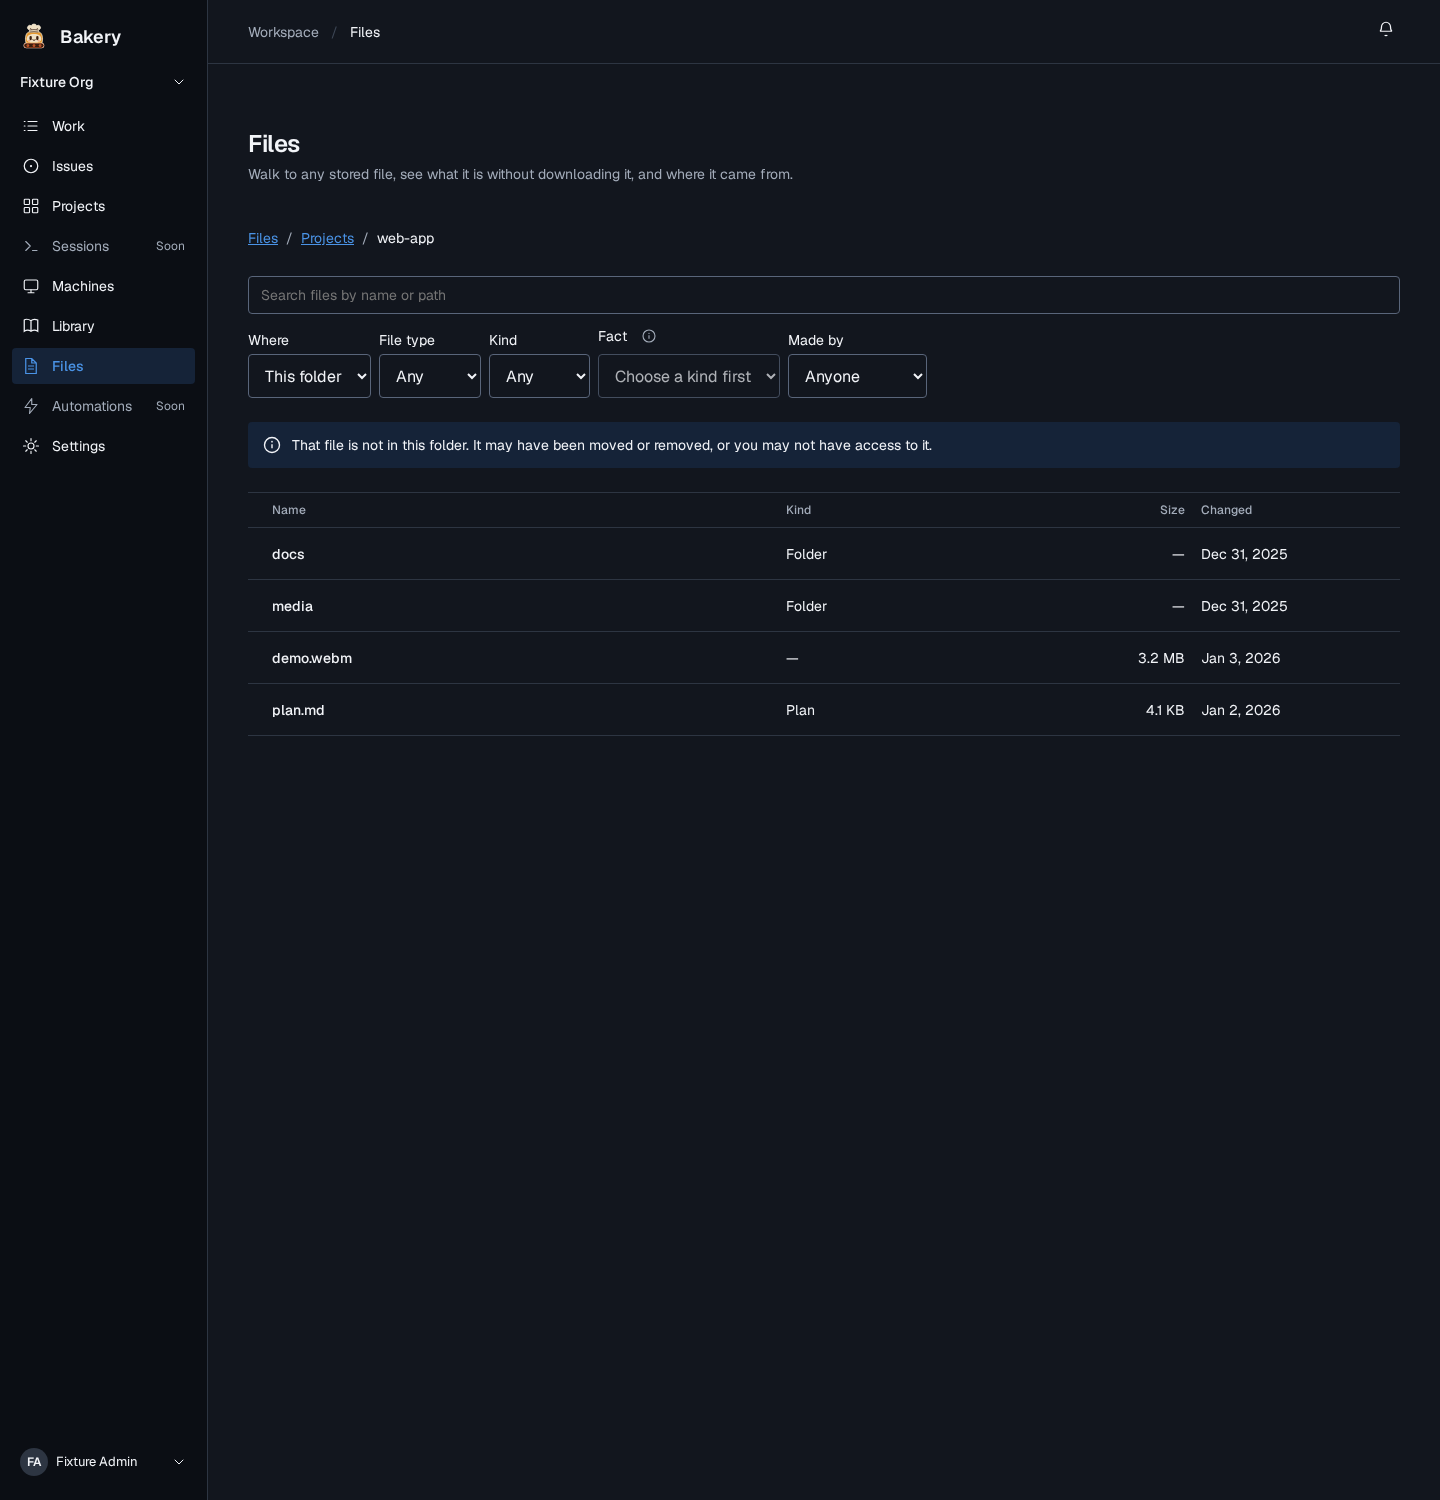 Bakery
Fixture Org
Work
Issues
Projects
Sessions Soon
Machines
Library
Files
Automations Soon
Settings
FA Fixture Admin
Workspace / Files
Files
Walk to any stored file, see what it is without downloading it, and where it came from.
Files / Projects / web-app
Search files by name or path
Where File type Kind Fact Made by
This folder Any Any Choose a kind first Anyone
That file is not in this folder. It may have been moved or removed, or you may not have access to it.
Name Kind Size Changed
docs Folder — Dec 31, 2025
media Folder — Dec 31, 2025
demo.webm — 3.2 MB Jan 3, 2026
plan.md Plan 4.1 KB Jan 2, 2026